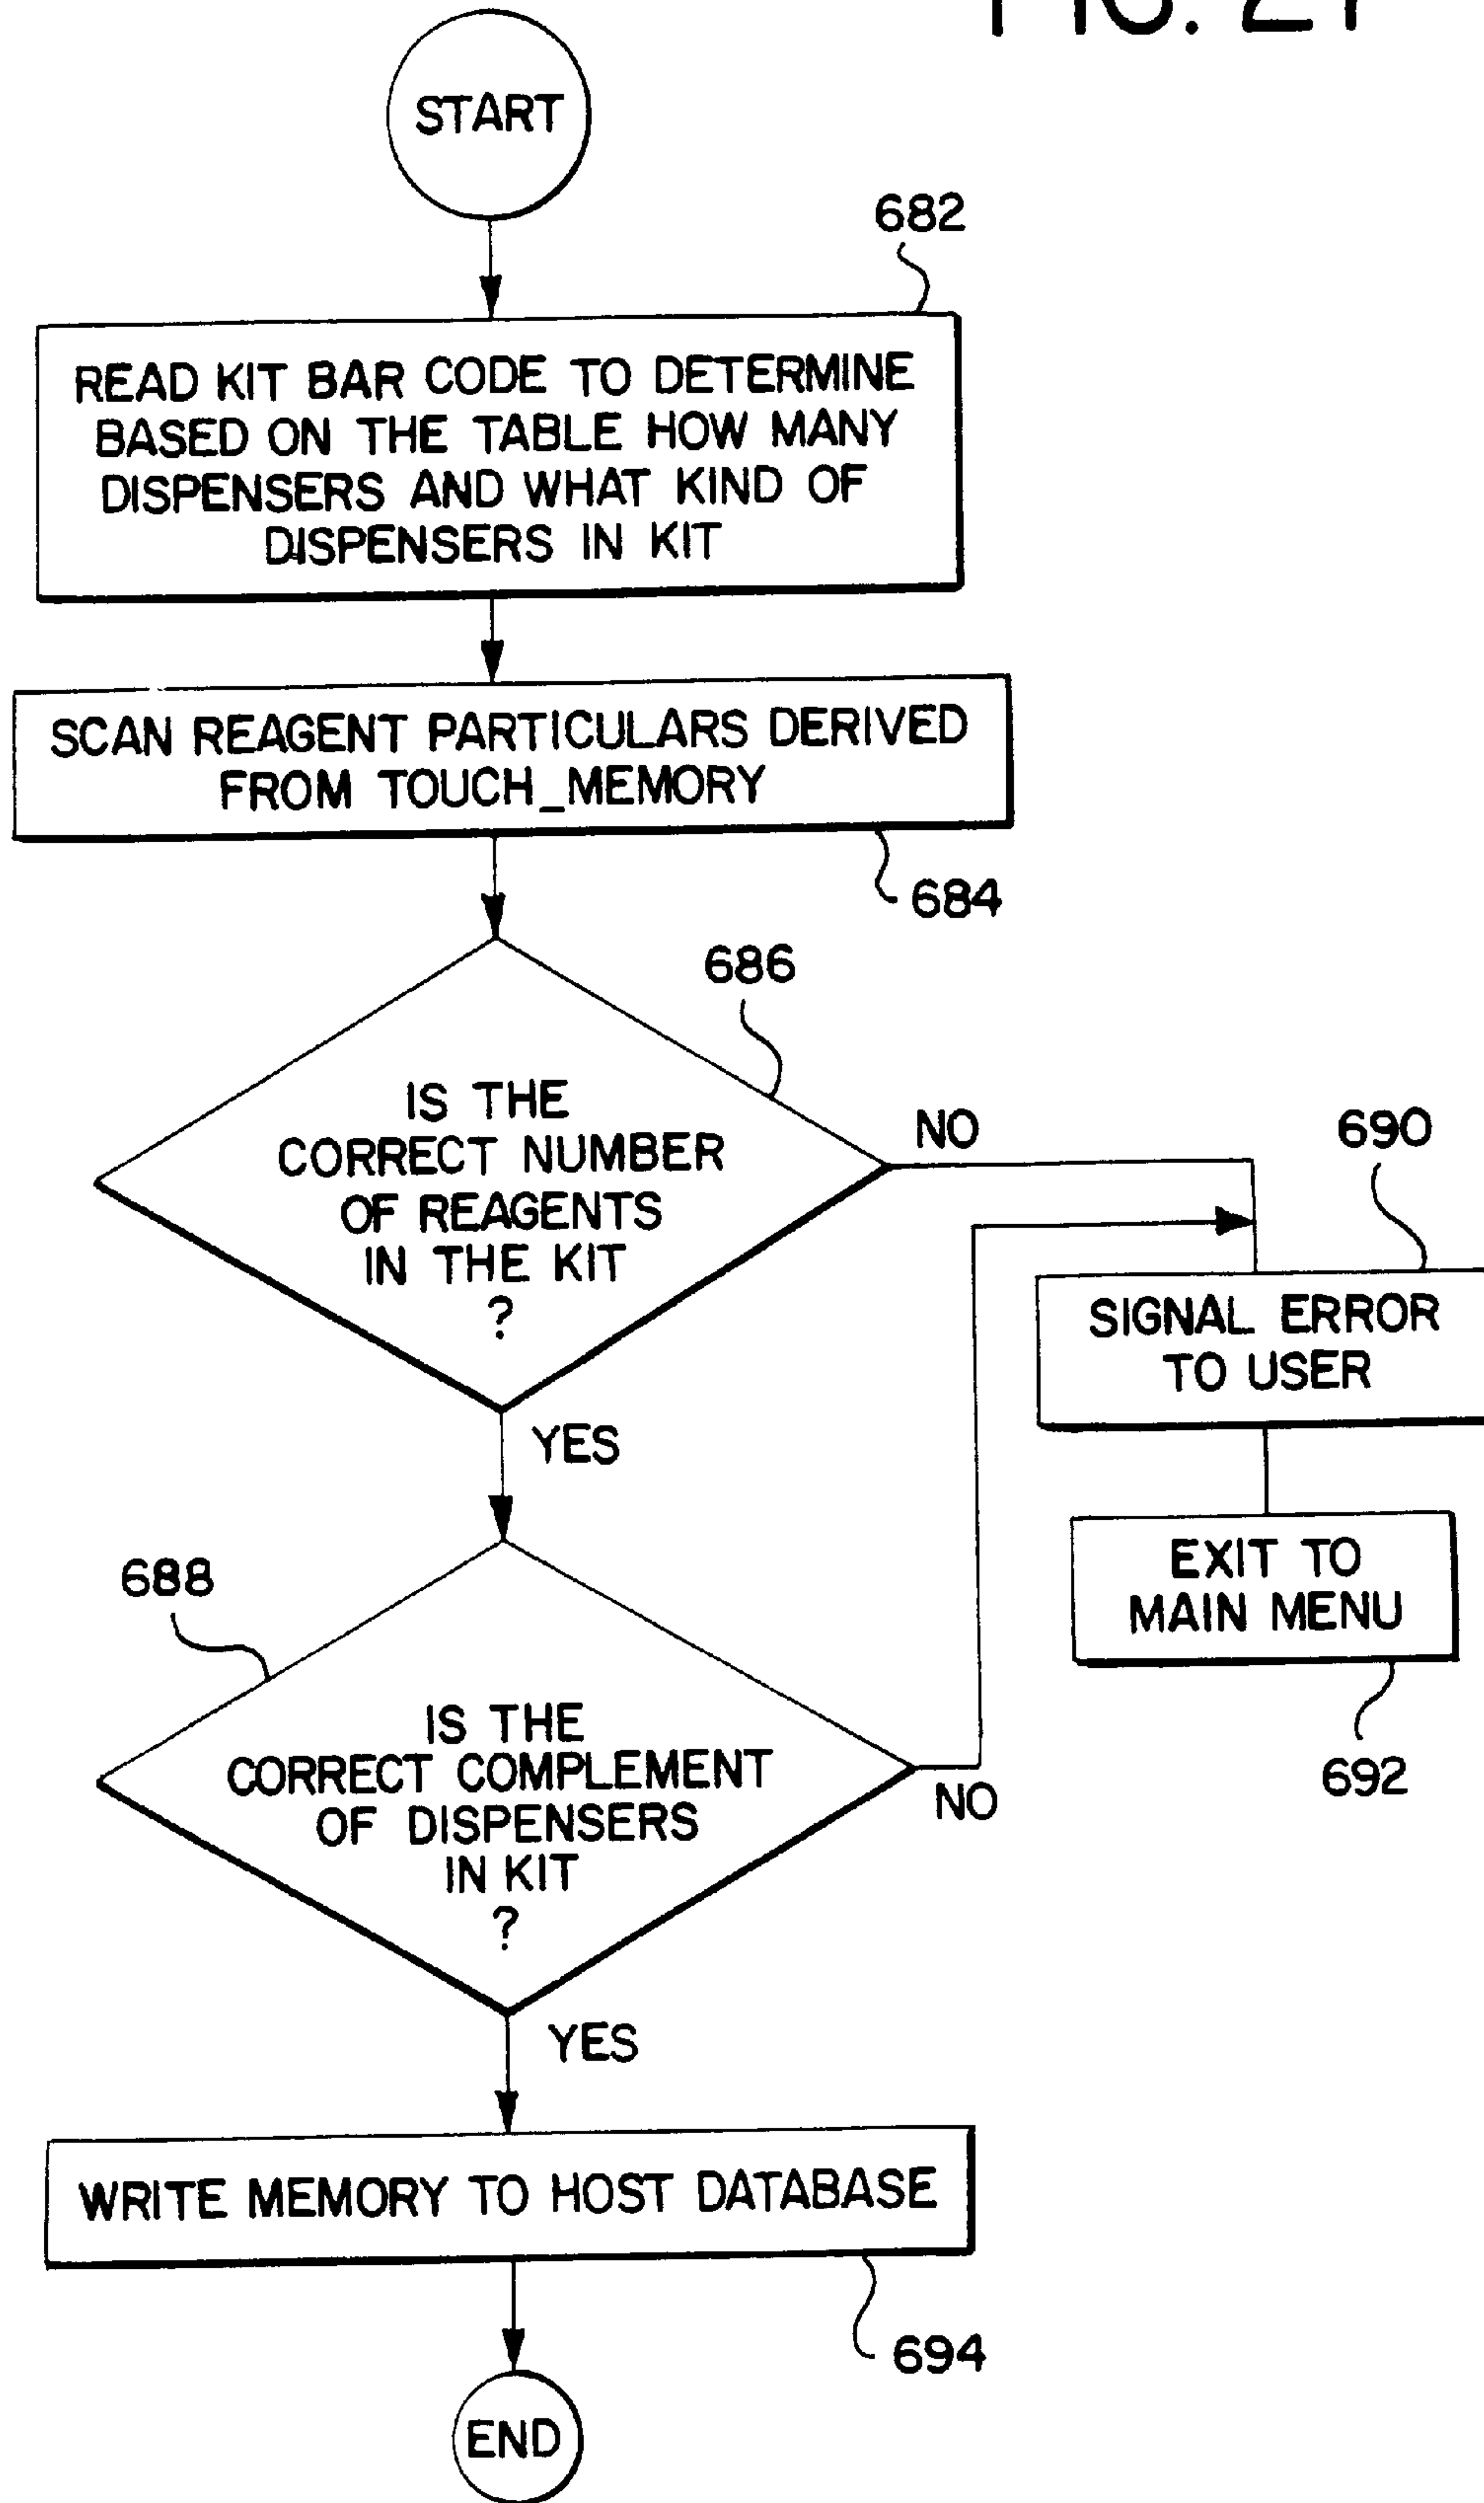 FIG. 21
START
682
READ KIT BAR CODE TO DETERMINE
BASED ON THE TABLE HOW MANY
DISPENSERS AND WHAT KIND OF
DISPENSERS IN KIT
SCAN REAGENT PARTICULARS DERIVED
FROM TOUCH_MEMORY
684
686
IS THE
CORRECT NUMBER
OF REAGENTS
IN THE KIT
?
NO
690
SIGNAL ERROR
TO USER
YES
EXIT TO
MAIN MENU
692
688
IS THE
CORRECT COMPLEMENT
OF DISPENSERS
IN KIT
?
NO
YES
WRITE MEMORY TO HOST DATABASE
694
END